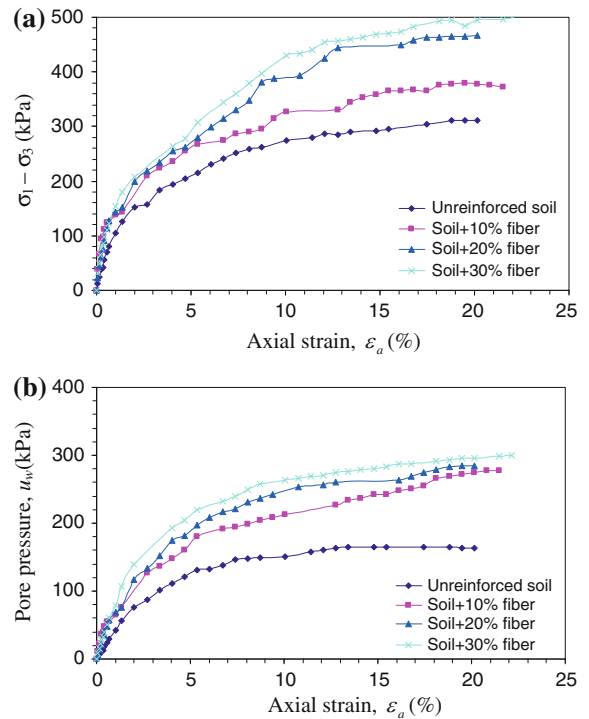 (a)
500
400
300
200
100
0
σ1 – σ3 (kPa)
Unreinforced soil
Soil+10% fiber
Soil+20% fiber
Soil+30% fiber
0 5 10 15 20 25
Axial strain, εa (%)
(b)
400
300
200
100
0
Pore pressure, uw(kPa)
Unreinforced soil
Soil+10% fiber
Soil+20% fiber
Soil+30% fiber
0 5 10 15 20 25
Axial strain, εa (%)